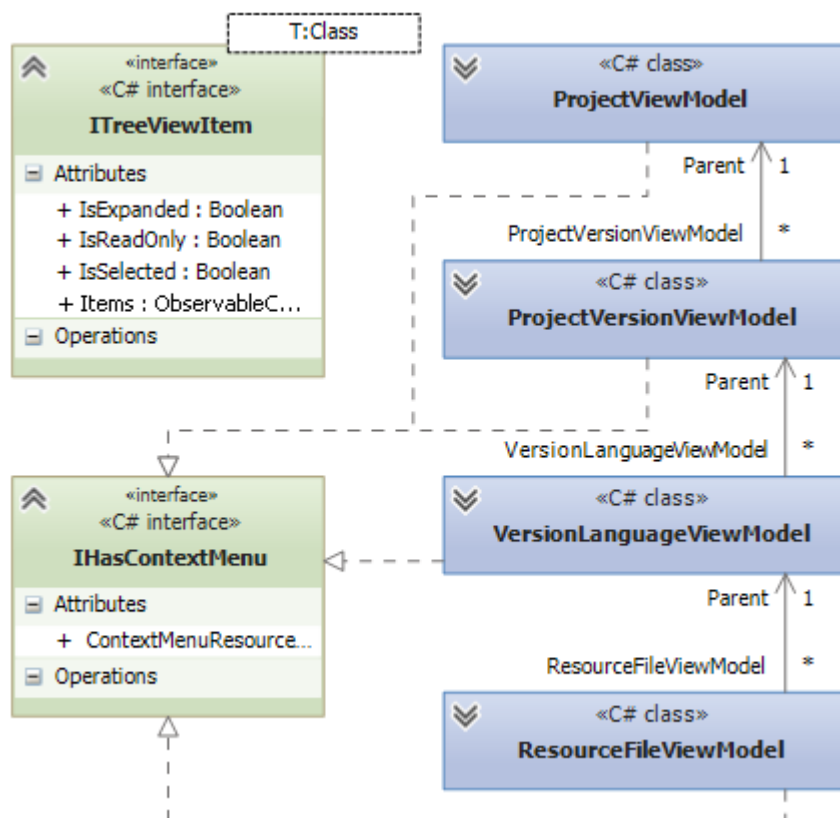 T:Class
«interface»
«C# interface»
ITreeViewItem
Attributes
+ IsExpanded : Boolean
+ IsReadOnly : Boolean
+ IsSelected : Boolean
+ Items : ObservableC...
Operations
«C# class»
ProjectViewModel
Parent 1
ProjectVersionViewModel *
«C# class»
ProjectVersionViewModel
Parent 1
VersionLanguageViewModel *
«interface»
«C# interface»
IHasContextMenu
Attributes
+ ContextMenuResource...
Operations
«C# class»
VersionLanguageViewModel
Parent 1
ResourceFileViewModel *
«C# class»
ResourceFileViewModel